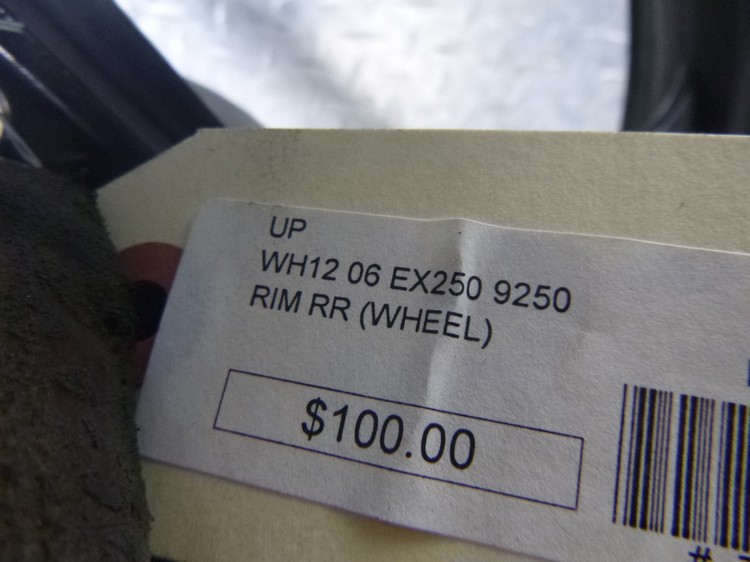 UP
WH12 06 EX250 9250
RIM RR (WHEEL)
$100.00
#